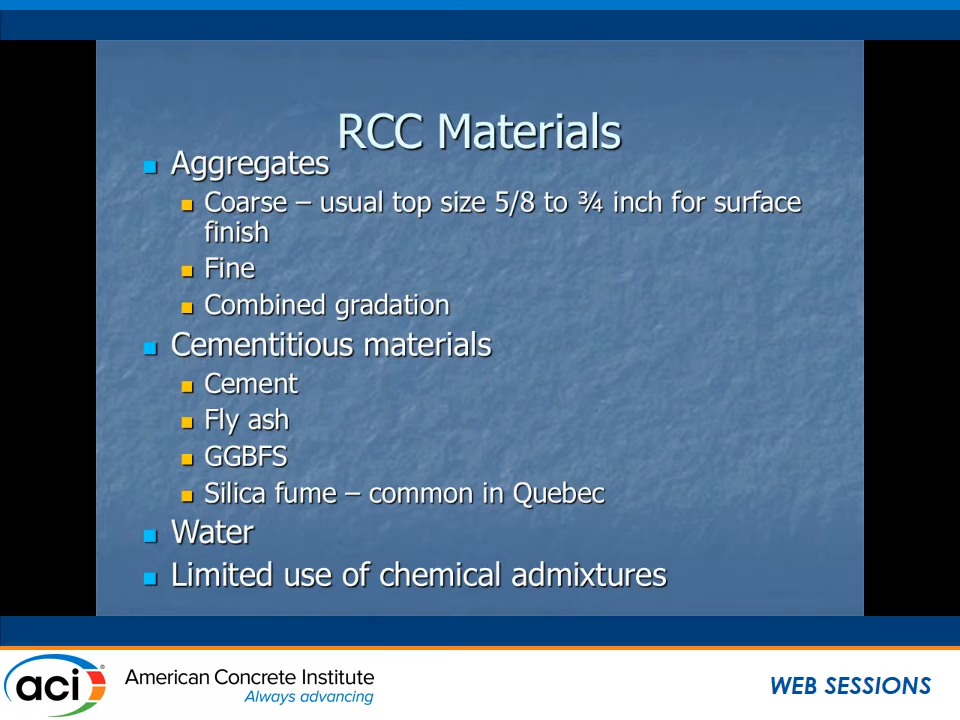 RCC Materials
Aggregates
Coarse – usual top size 5/8 to ¾ inch for surface
finish
Fine
Combined gradation
Cementitious materials
Cement
Fly ash
GGBFS
Silica fume – common in Quebec
Water
Limited use of chemical admixtures
aci®
American Concrete Institute
Always advancing
WEB SESSIONS